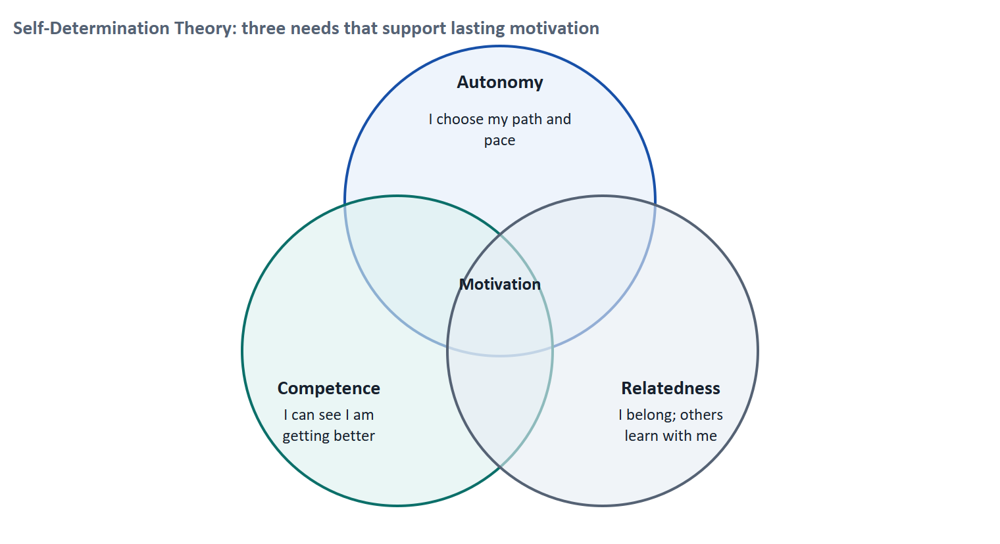 Self-Determination Theory: three needs that support lasting motivation
Autonomy
I choose my path and
pace
Motivation
Competence
I can see I am
getting better
Relatedness
I belong; others
learn with me